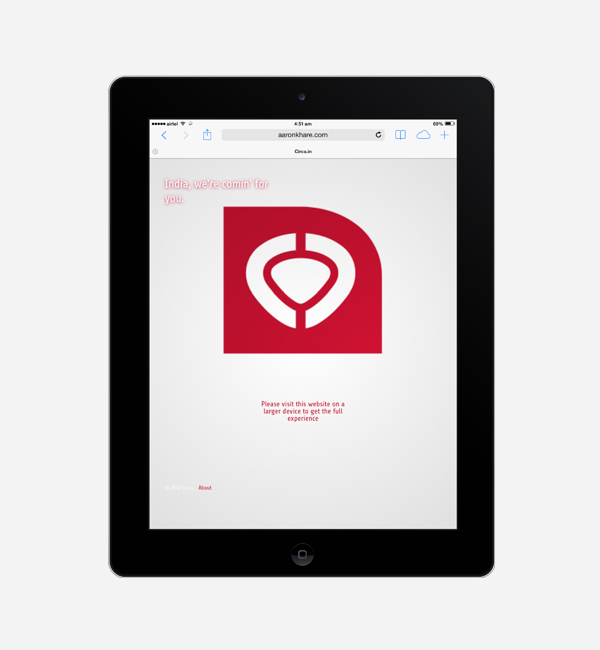 airtel
4:51 am
69%
aaronkhare.com
Circa.in
India, we're comin' for
you.
Please visit this website on a
larger device to get the full
experience
About